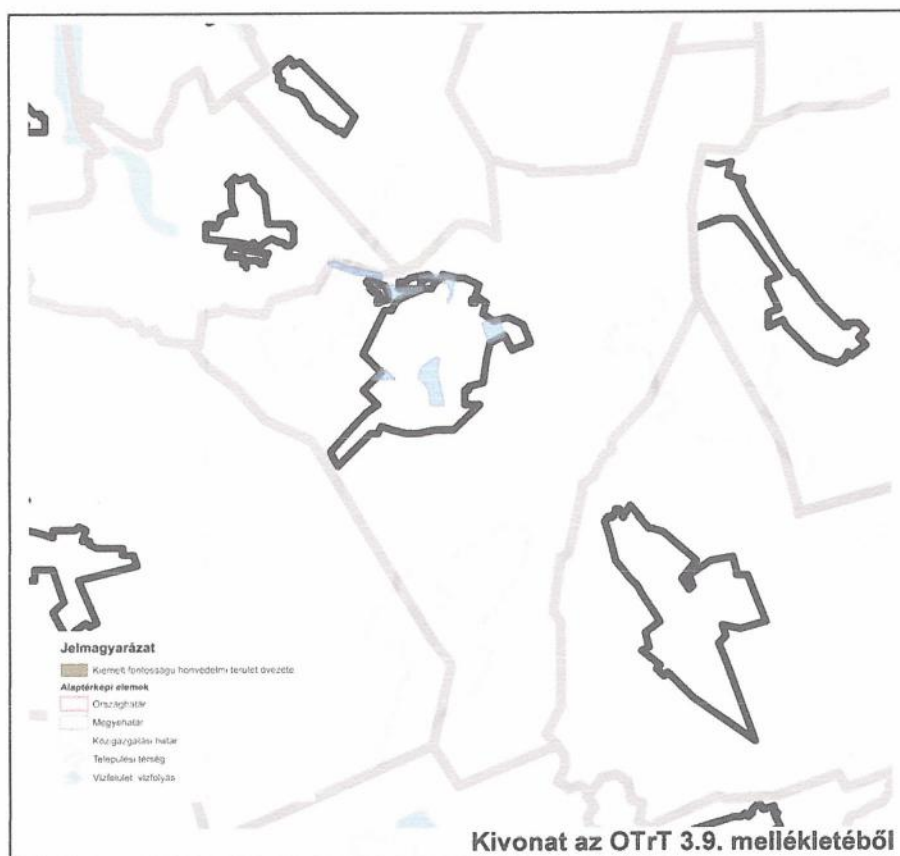 Jelmagyarázat
Kiemelt fontosságú honvédelmi terület övezete
Alaptérképi elemek
Országhatár
Megyehatár
Közigazgatási határ
Települési térség
Vízfelület, vízfolyás
Kivonat az OTrT 3.9. mellékletéből